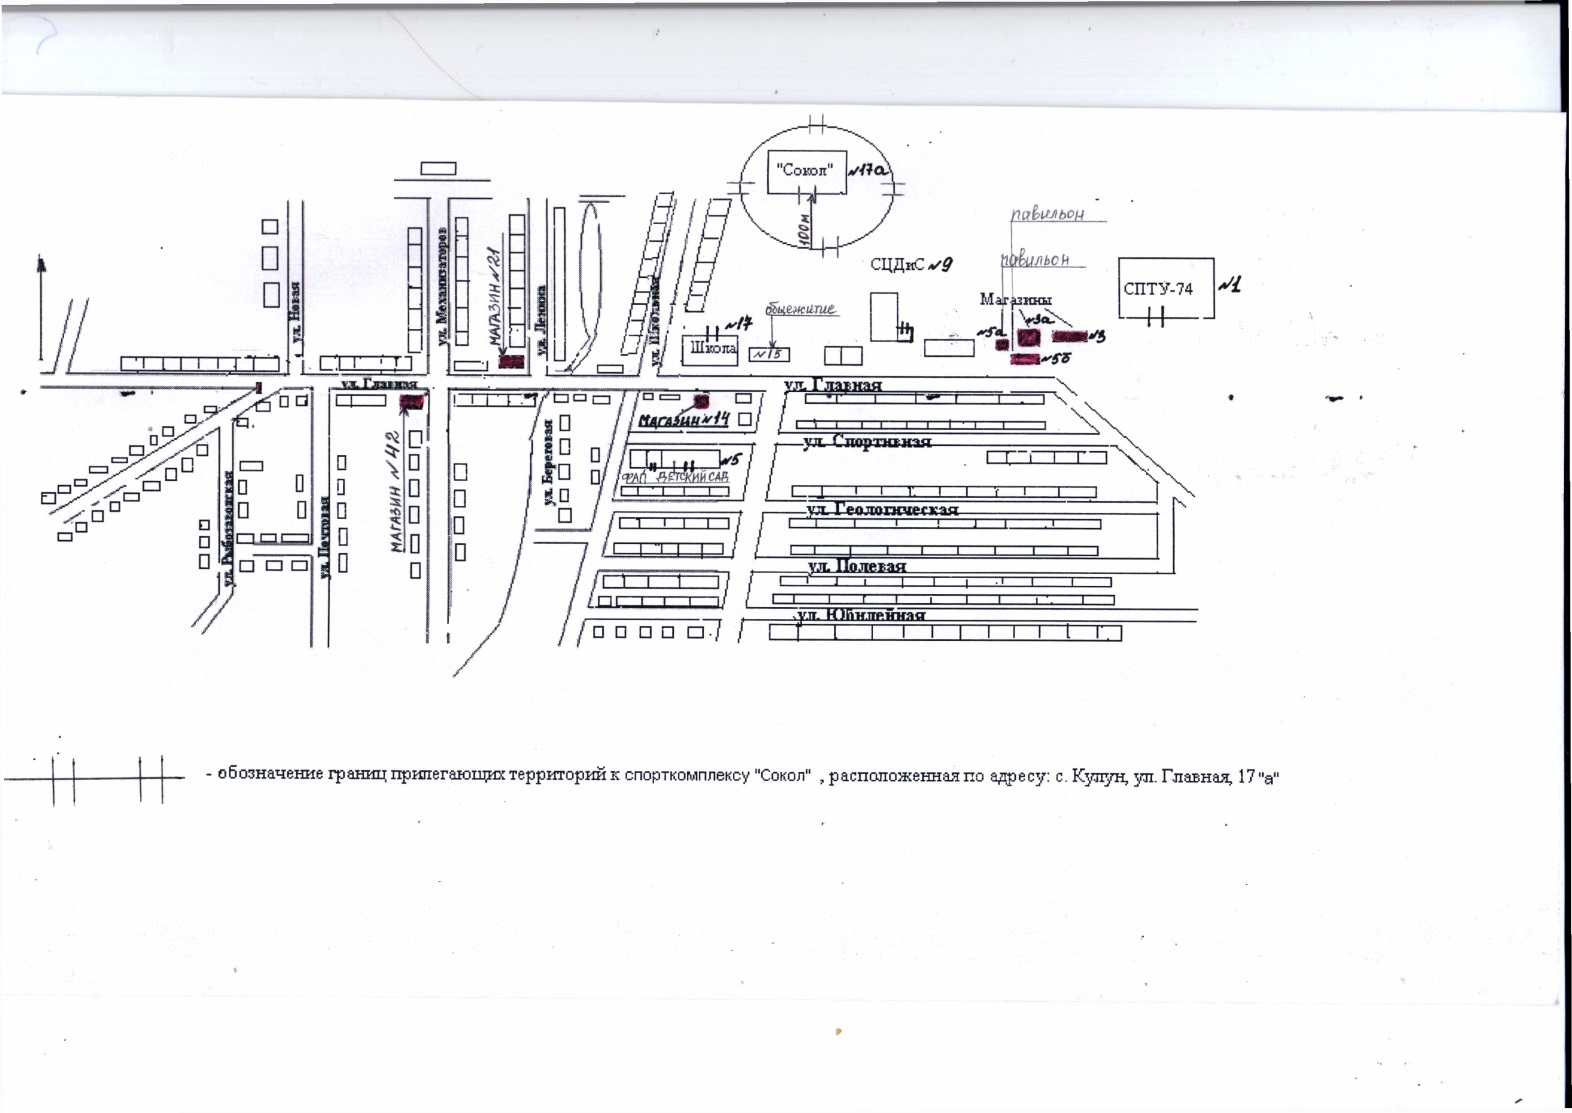 "Сокол" №17а
100м
павильон
павильон
СЦДиС №9
СПТУ-74 №1
Магазины
№3а
№5а
№3
№5б
ул. Новая
ул. Механизаторов
МАГАЗИН №21
ул. Ленина
ул. Школьная
№17
Школа
общежитие
№15
ул. Главная
ул. Главная
МАГАЗИН №14
МАГАЗИН №42
ул. Спортивная
№5
ФАП ДЕТСКИЙ САД
ул. Береговая
ул. Почтовая
ул. Геологическая
ул. Полевая
ул. Юбилейная
- обозначение границ прилегающих территорий к спорткомплексу "Сокол" , расположенная по адресу: с. Кулун, ул. Главная, 17 "а"